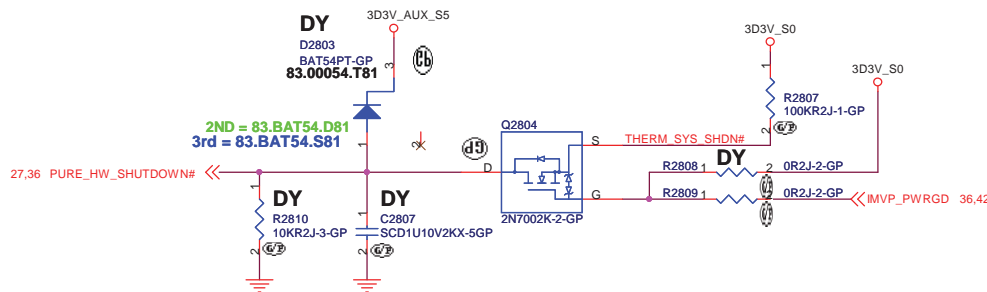 DY
3D3V_AUX_S5
D2803
BAT54PT-GP
83.00054.T81
3
2ND = 83.BAT54.D81
3rd = 83.BAT54.S81
1
2
27,36 PURE_HW_SHUTDOWN#
DY
R2810
10KR2J-3-GP
1
2
G/P
DY
C2807
SCD1U10V2KX-5GP
1
2
G/P
Q2804
D
S
G
2N7002K-2-GP
THERM_SYS_SHDN#
3D3V_S0
1
R2807
100KR2J-1-GP
2
G/P
3D3V_S0
DY
R2808 1
2 0R2J-2-GP
R2809 1
2 0R2J-2-GP
IMVP_PWRGD 36,42